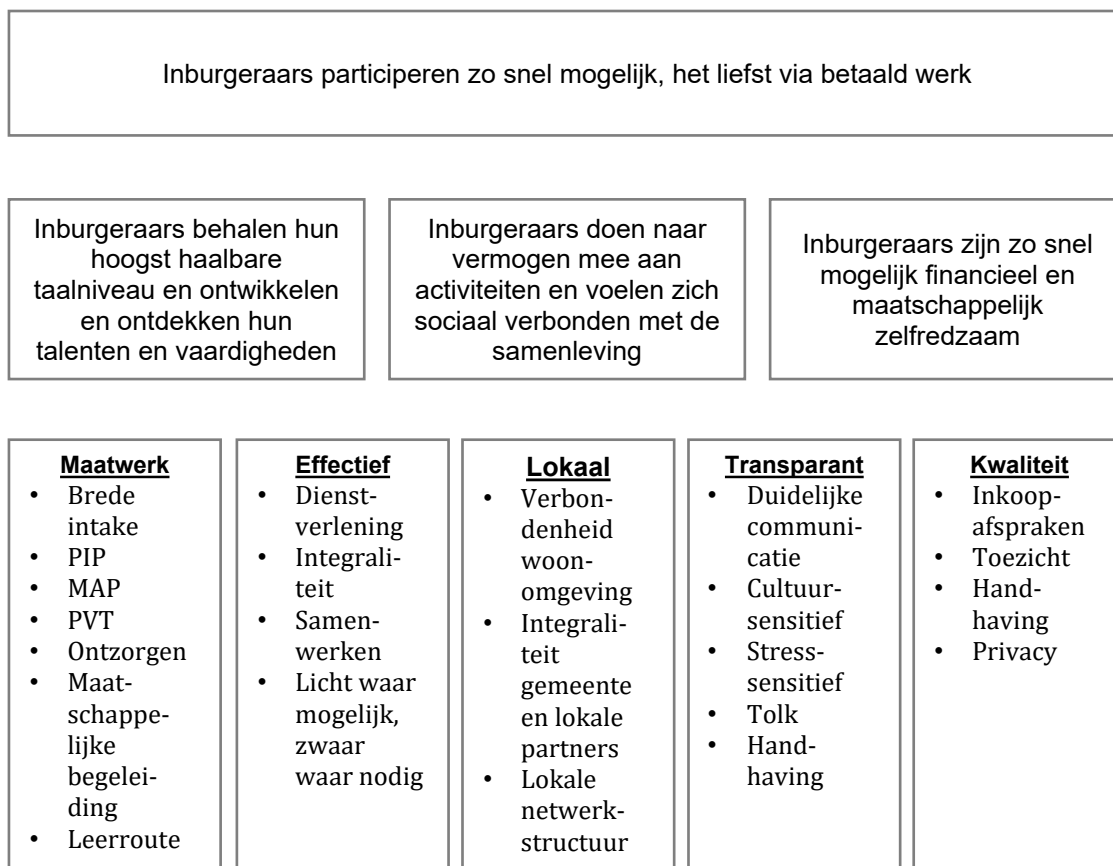 Inburgeraars participeren zo snel mogelijk, het liefst via betaald werk
Inburgeraars behalen hun
hoogst haalbare
taalniveau en ontwikkelen
en ontdekken hun
talenten en vaardigheden
Inburgeraars doen naar
vermogen mee aan
activiteiten en voelen zich
sociaal verbonden met de
samenleving
Inburgeraars zijn zo snel
mogelijk financieel en
maatschappelijk
zelfredzaam
Maatwerk
• Brede
intake
• PIP
• MAP
• PVT
• Ontzorgen
• Maat-
schappe-
lijke
begelei-
ding
• Leerroute
Effectief
• Dienst-
verlening
• Integrali-
teit
• Samen-
werken
• Licht waar
mogelijk,
zwaar
waar nodig
Lokaal
• Verbon-
denheid
woon-
omgeving
• Integrali-
teit
gemeente
en lokale
partners
• Lokale
netwerk-
structuur
Transparant
• Duidelijke
communi-
catie
• Cultuur-
sensitief
• Stress-
sensitief
• Tolk
• Hand-
having
Kwaliteit
• Inkoop-
afspraken
• Toezicht
• Hand-
having
• Privacy